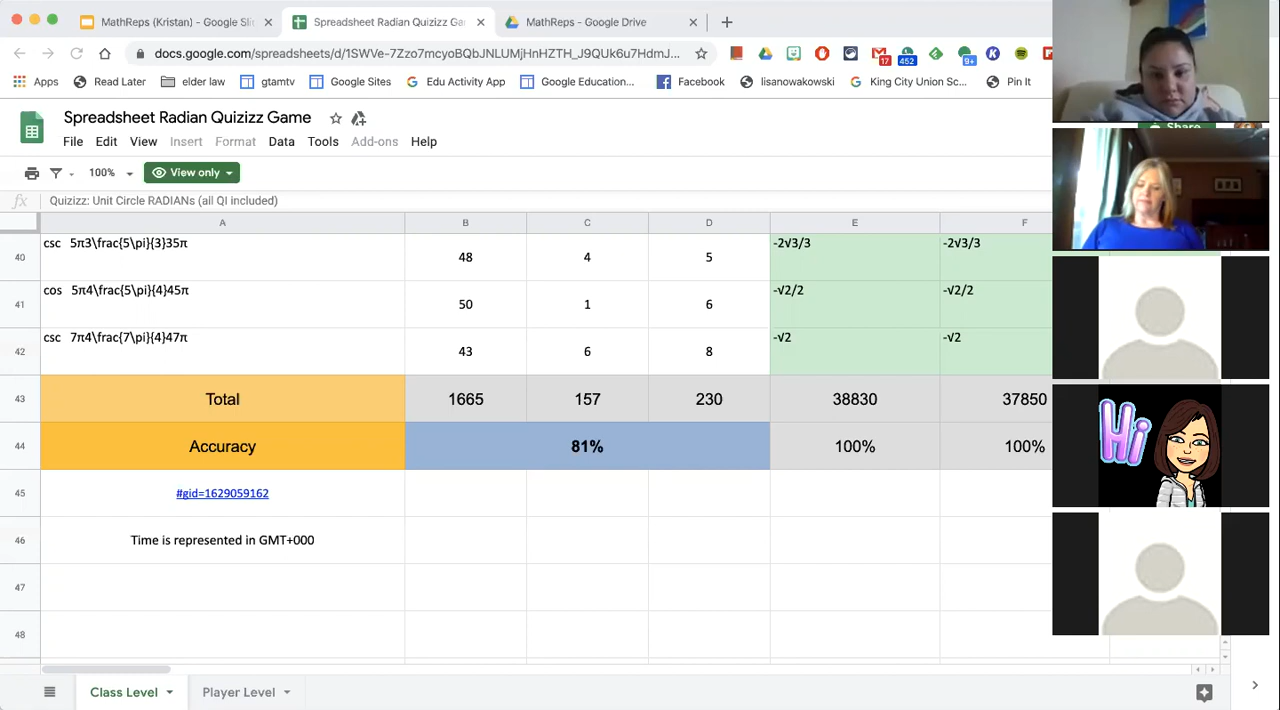 MathReps (Kristan) - Google Sli
Spreadsheet Radian Quizizz Ga
MathReps - Google Drive
docs.google.com/spreadsheets/d/1SWVe-7Zzo7mcyoBQbJNLUMjHnHZTH_J9QUk6u7HdmJ...
17
452
9+
K
Apps
Read Later
elder law
gtamtv
Google Sites
Edu Activity App
Google Education...
Facebook
lisanowakowski
King City Union Sc...
Pin It
Spreadsheet Radian Quizizz Game
Share
File Edit View Insert Format Data Tools Add-ons Help
100% View only
fx Quizizz: Unit Circle RADIANs (all QI included)
A B C D E F
40 csc 5π3\frac{5\pi}{3}35π 48 4 5 -2√3/3 -2√3/3
41 cos 5π4\frac{5\pi}{4}45π 50 1 6 -√2/2 -√2/2
42 csc 7π4\frac{7\pi}{4}47π 43 6 8 -√2 -√2
43 Total 1665 157 230 38830 37850
44 Accuracy 81% 100% 100%
45 #gid=1629059162
46 Time is represented in GMT+000
47
48
Class Level Player Level
Hi